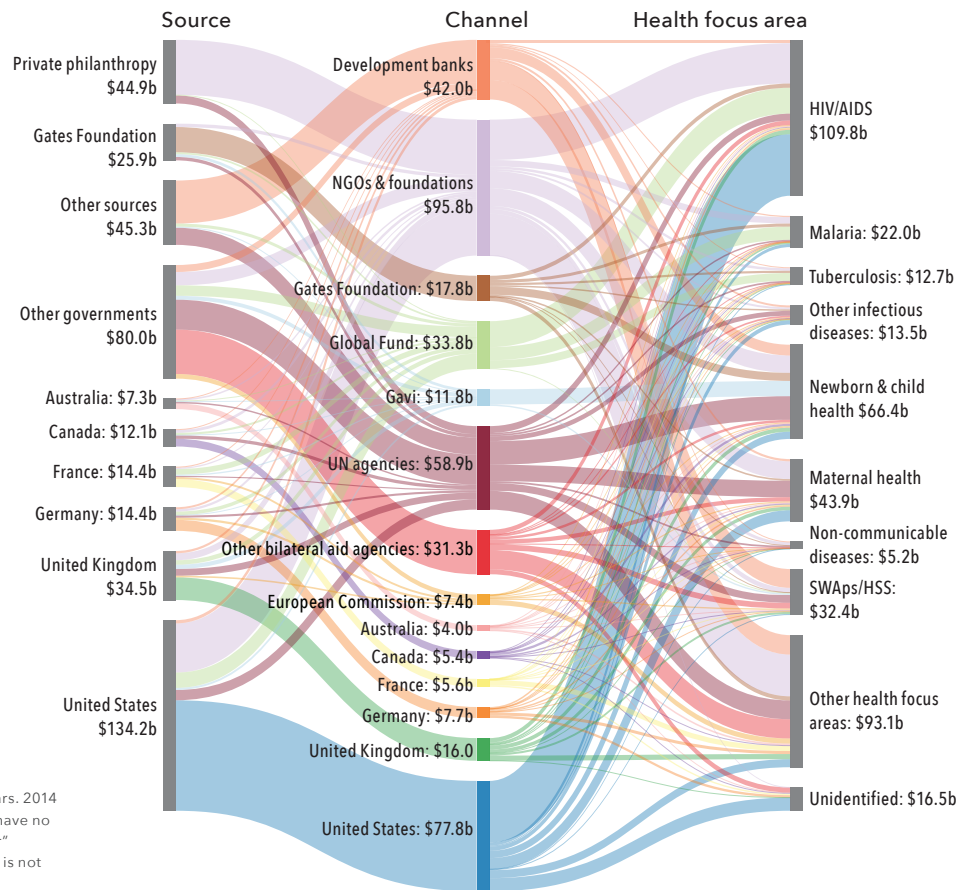 Source
Channel
Health focus area
Private philanthropy
$44.9b
Gates Foundation
$25.9b
Other sources
$45.3b
Other governments
$80.0b
Australia: $7.3b
Canada: $12.1b
France: $14.4b
Germany: $14.4b
United Kingdom
$34.5b
United States
$134.2b
Development banks
$42.0b
NGOs & foundations
$95.8b
Gates Foundation: $17.8b
Global Fund: $33.8b
Gavi: $11.8b
UN agencies: $58.9b
Other bilateral aid agencies: $31.3b
European Commission: $7.4b
Australia: $4.0b
Canada: $5.4b
France: $5.6b
Germany: $7.7b
United Kingdom: $16.0
United States: $77.8b
HIV/AIDS
$109.8b
Malaria: $22.0b
Tuberculosis: $12.7b
Other infectious
diseases: $13.5b
Newborn & child
health $66.4b
Maternal health
$43.9b
Non-communicable
diseases: $5.2b
SWAps/HSS:
$32.4b
Other health focus
areas: $93.1b
Unidentified: $16.5b
2014
have no
is not